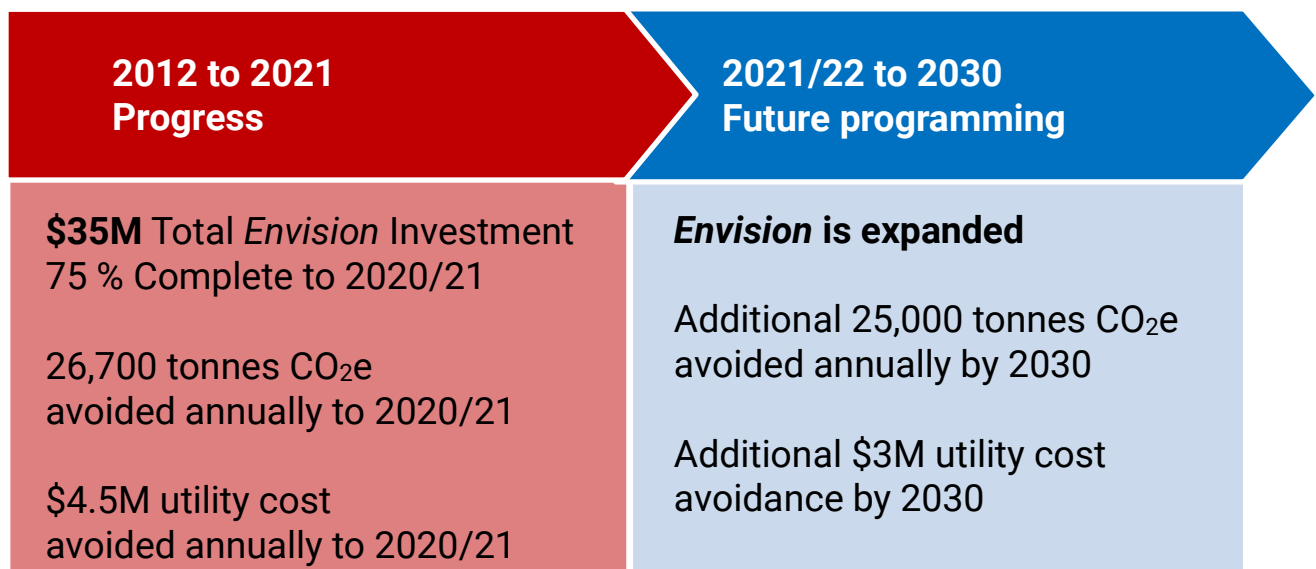 2012 to 2021
Progress
2021/22 to 2030
Future programming
$35M Total Envision Investment
75 % Complete to 2020/21
26,700 tonnes CO₂e
avoided annually to 2020/21
$4.5M utility cost
avoided annually to 2020/21
Envision is expanded
Additional 25,000 tonnes CO₂e
avoided annually by 2030
Additional $3M utility cost
avoidance by 2030